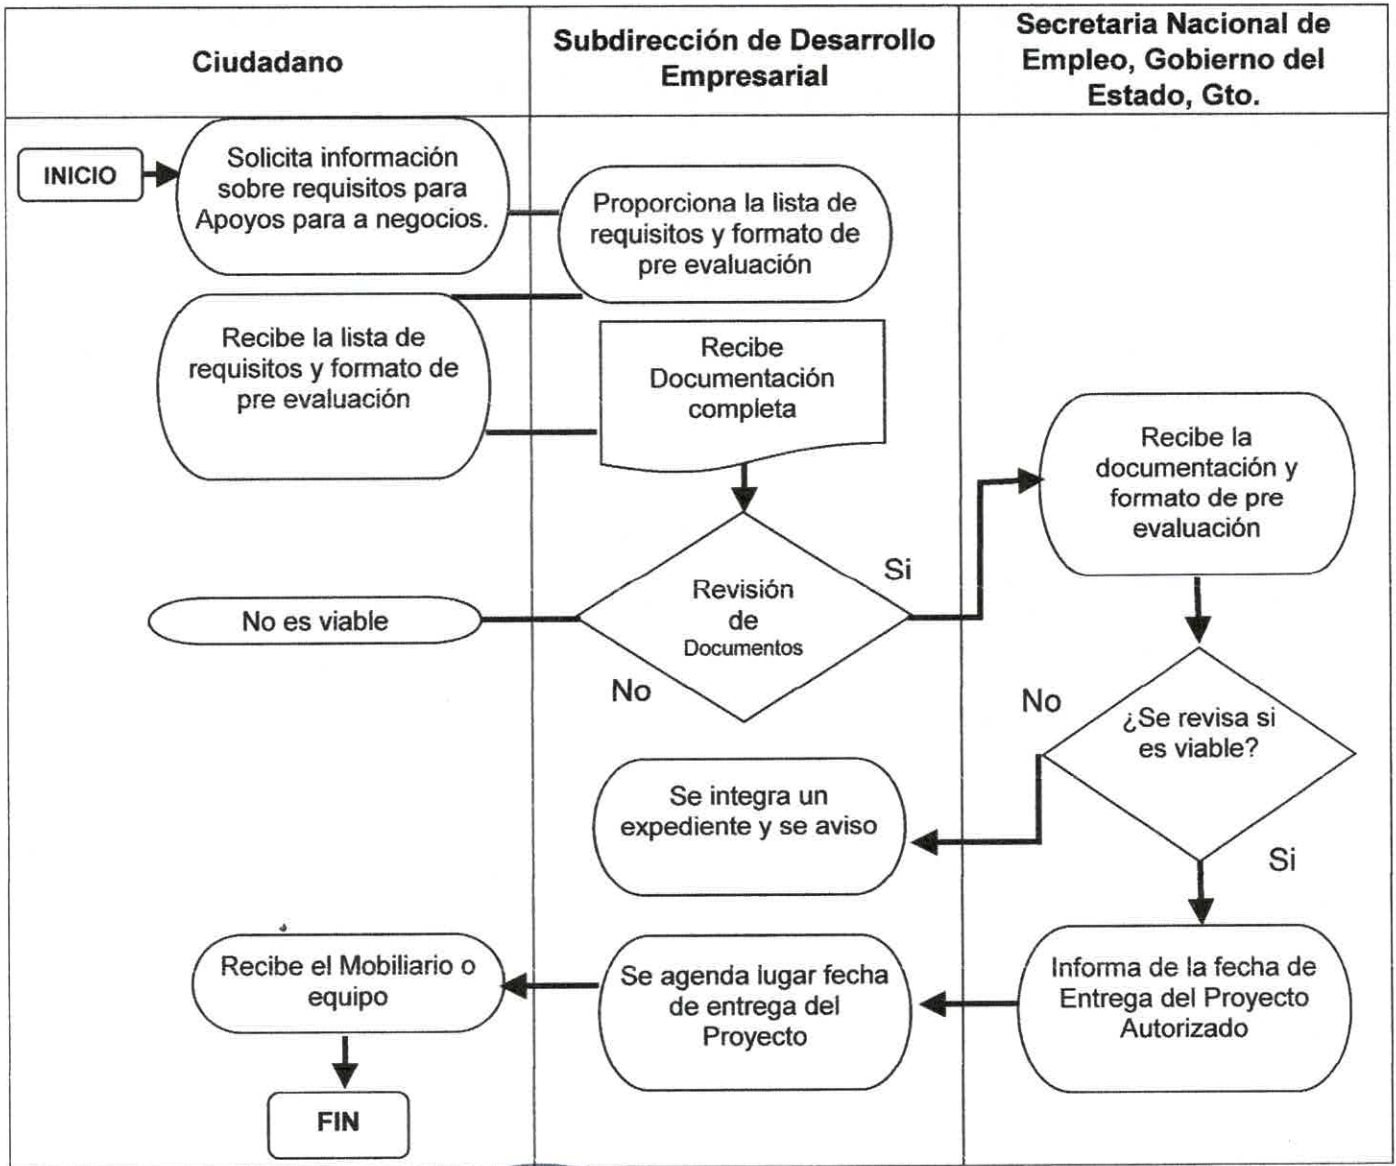 Ciudadano
Subdirección de Desarrollo
Empresarial
Secretaria Nacional de
Empleo, Gobierno del
Estado, Gto.
INICIO
Solicita información
sobre requisitos para
Apoyos para a negocios.
Proporciona la lista de
requisitos y formato de
pre evaluación
Recibe la lista de
requisitos y formato de
pre evaluación
Recibe
Documentación
completa
Recibe la
documentación y
formato de pre
evaluación
Si
Revisión
de
Documentos
No es viable
No
No
¿Se revisa si
es viable?
Se integra un
expediente y se aviso
Si
Recibe el Mobiliario o
equipo
Se agenda lugar fecha
de entrega del
Proyecto
Informa de la fecha de
Entrega del Proyecto
Autorizado
FIN